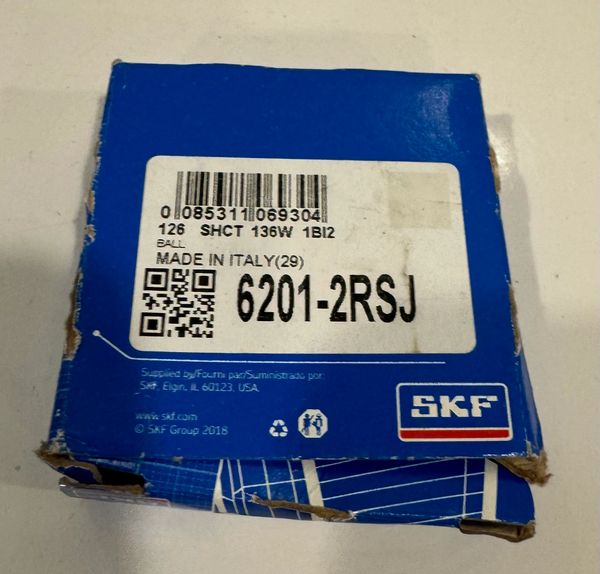 0 085311 069304
126 SHCT 136W 1BI2
BALL
MADE IN ITALY(29)
6201-2RSJ
Supplied by/Fourni par/Suministrado por:
SKF, Elgin, IL 60123, USA
www.skf.com
© SKF Group 2018
SKF